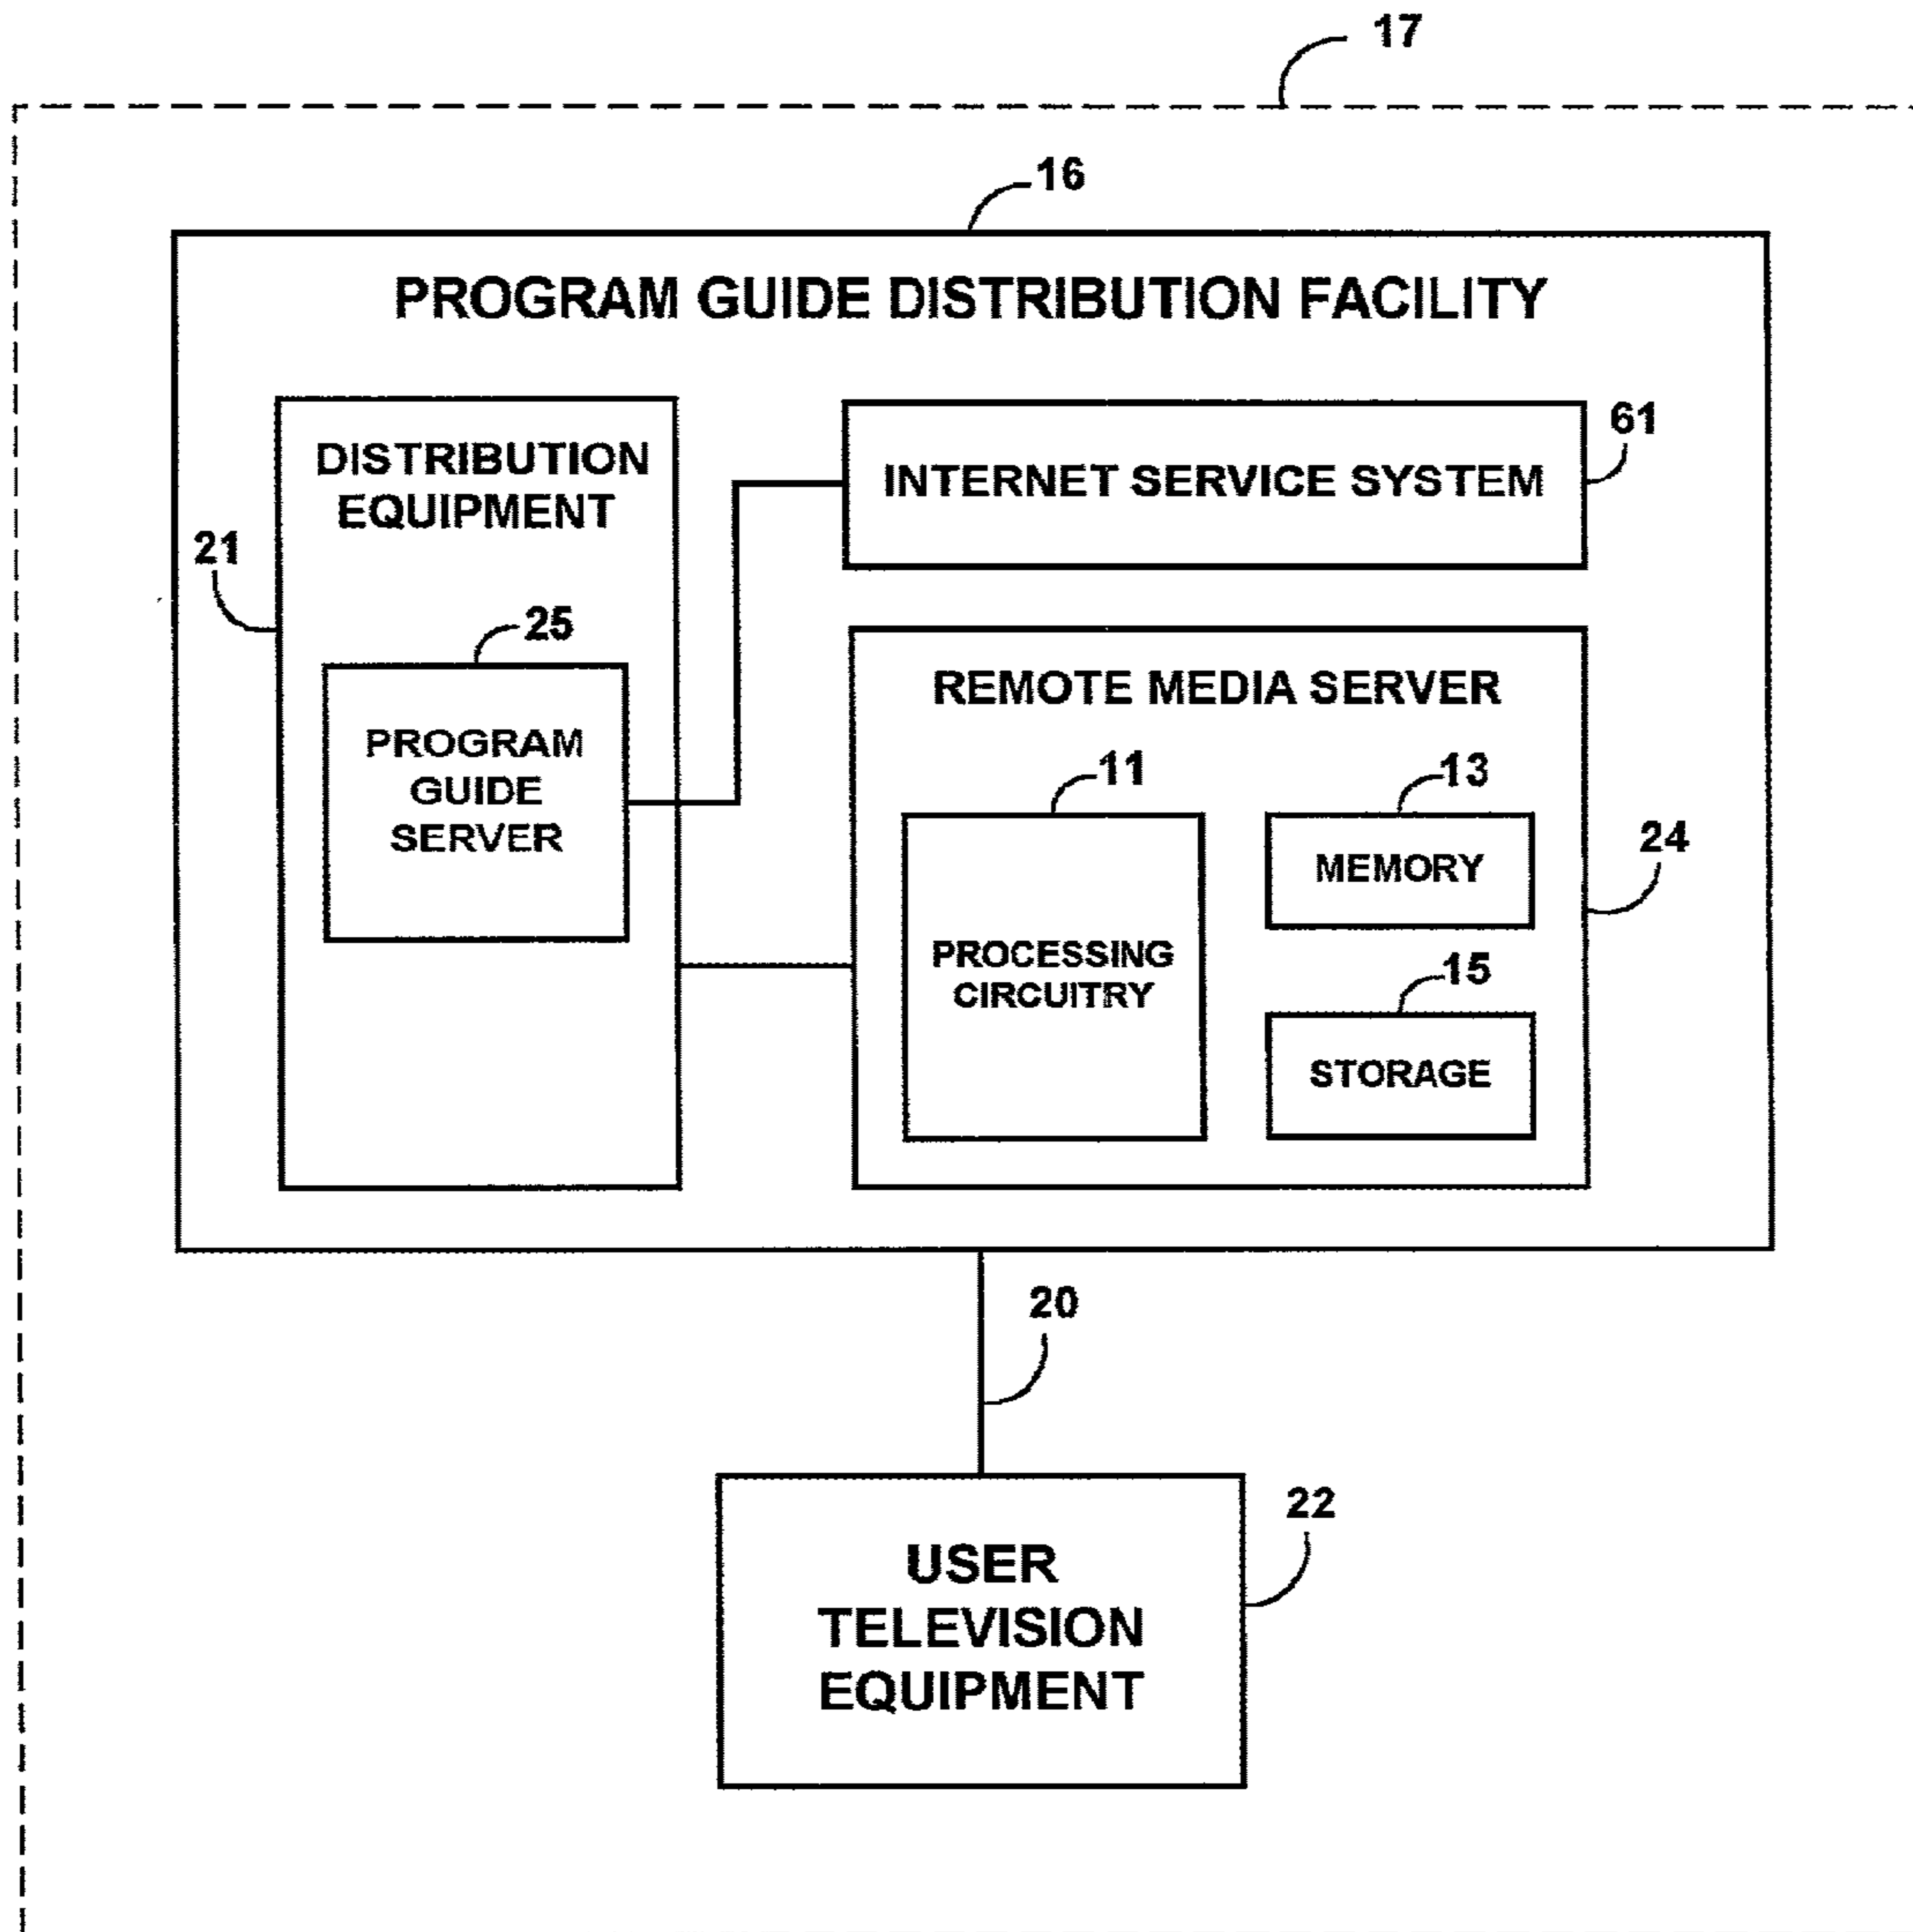 17
16
PROGRAM GUIDE DISTRIBUTION FACILITY
DISTRIBUTION
EQUIPMENT
21
25
PROGRAM
GUIDE
SERVER
61
INTERNET SERVICE SYSTEM
REMOTE MEDIA SERVER
11
PROCESSING
CIRCUITRY
13
MEMORY
24
15
STORAGE
20
22
USER
TELEVISION
EQUIPMENT